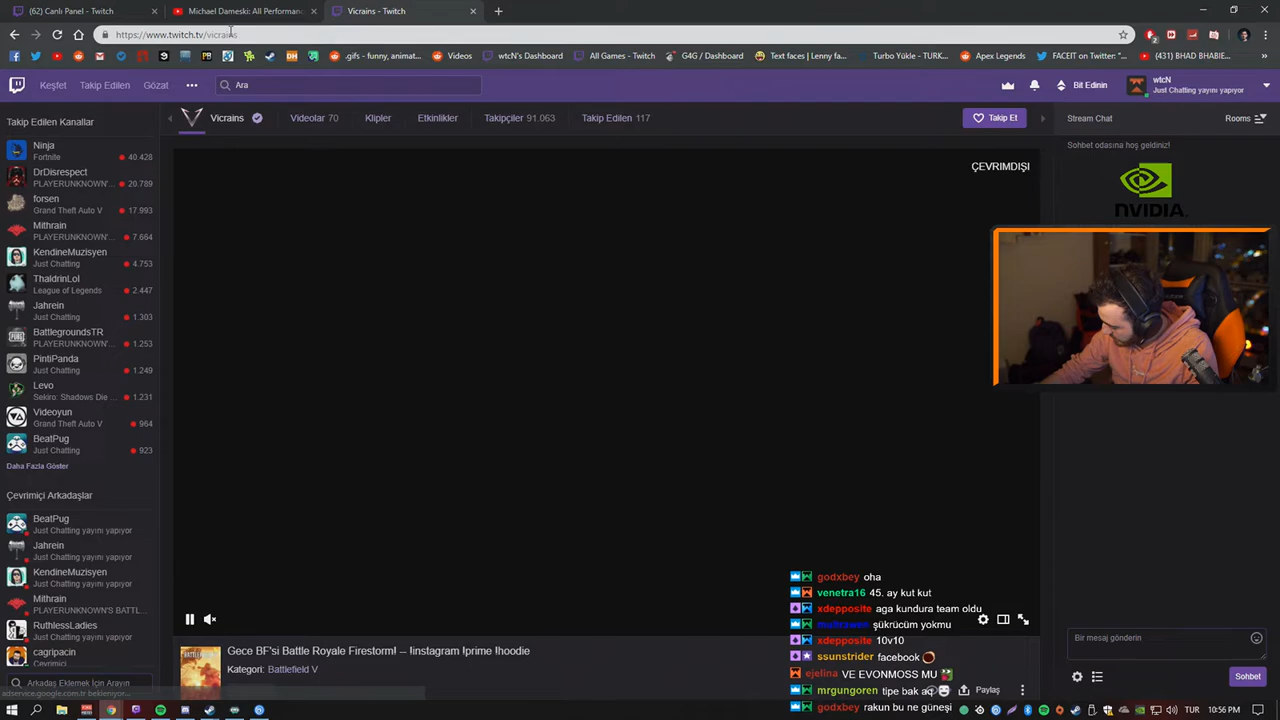 (62) Canlı Panel - Twitch
Michael Dameski: All Performanc
Vicrains - Twitch
https://www.twitch.tv/vicrains
.gifs - funny, animat...
Videos
wtcN's Dashboard
All Games - Twitch
G4G / Dashboard
Text faces | Lenny fa...
Turbo Yükle - TURK...
Apex Legends
FACEIT on Twitter: "...
(431) BHAD BHABIE...
Keşfet
Takip Edilen
Gözat
Ara
Bit Edinin
wtcN
Just Chatting yayını yapıyor
Takip Edilen Kanallar
Vicrains
Videolar 70
Klipler
Etkinlikler
Takipçiler 91.063
Takip Edilen 117
Takip Et
Stream Chat
Rooms
Sohbet odasına hoş geldiniz!
ÇEVRİMDIŞI
NVIDIA
Ninja
Fortnite
40.428
DrDisrespect
PLAYERUNKNOWN'...
20.789
forsen
Grand Theft Auto V
17.993
Mithrain
PLAYERUNKNOWN'...
7.664
KendineMuzisyen
Just Chatting
4.753
ThaldrinLol
League of Legends
2.447
Jahrein
Just Chatting
1.303
BattlegroundsTR
PLAYERUNKNOWN'...
1.253
PintiPanda
Just Chatting
1.249
Levo
Sekiro: Shadows Die ...
1.231
Videoyun
Grand Theft Auto V
964
BeatPug
Just Chatting
923
Daha Fazla Göster
Çevrimiçi Arkadaşlar
BeatPug
Just Chatting yayını yapıyor
Jahrein
Just Chatting yayını yapıyor
KendineMuzisyen
Just Chatting yayını yapıyor
Mithrain
PLAYERUNKNOWN'S BATTL...
RuthlessLadies
Just Chatting yayını yapıyor
cagripacin
Çevrimiçi
Arkadaş Eklemek İçin Arayın
adservice.google.com.tr bekleniyor...
godxbey oha
venetra16 45. ay kut kut
xdepposite aga kundura team oldu
şükrücüm yokmu
xdepposite 10v10
ssunstrider facebook
ejelina VE EVONMOSS MU
mrgungoren tipe bak aq
godxbey rakun bu ne güneşi
Gece BF'si Battle Royale Firestorm! -- !instagram !prime !hoodie
Kategori: Battlefield V
Paylaş
Bir mesaj gönderin
Sohbet
TUR
10:56 PM